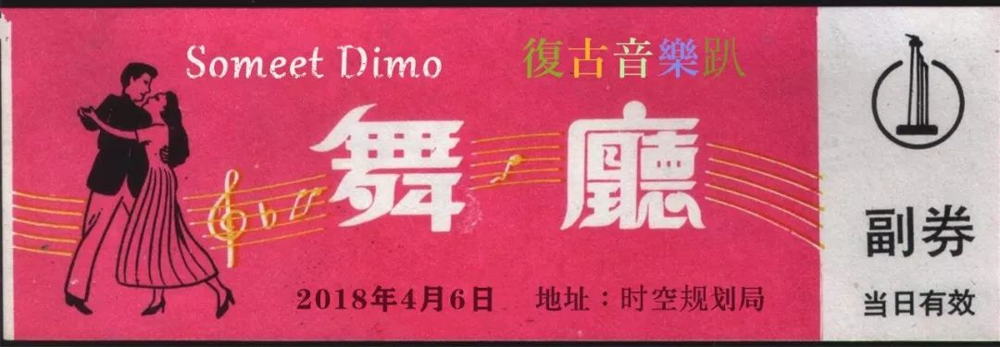 Someet Dimo 復古音樂趴
舞廳
2018年4月6日 地址：时空规划局
副券
当日有效